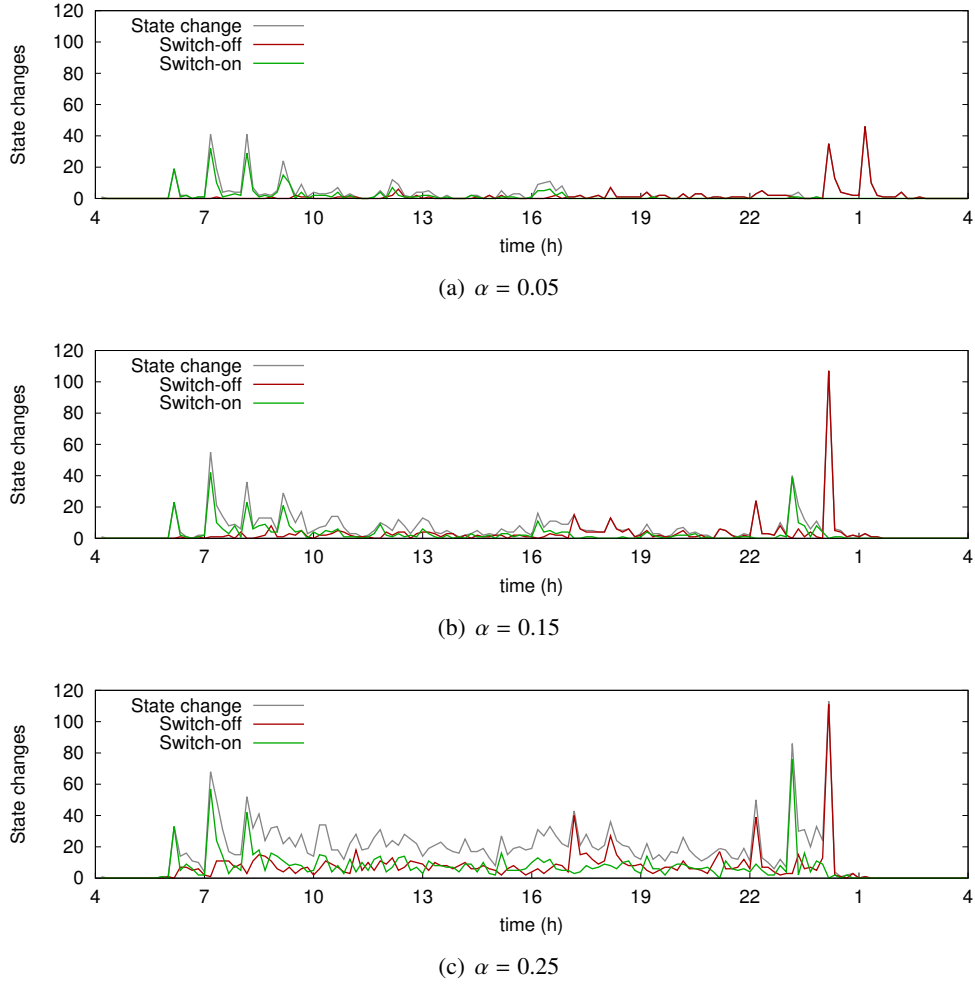 120
100
80
60
40
20
0
State changes
State change
Switch-off
Switch-on
4 7 10 13 16 19 22 1 4
time (h)
(a) α = 0.05
120
100
80
60
40
20
0
State changes
State change
Switch-off
Switch-on
4 7 10 13 16 19 22 1 4
time (h)
(b) α = 0.15
120
100
80
60
40
20
0
State changes
State change
Switch-off
Switch-on
4 7 10 13 16 19 22 1 4
time (h)
(c) α = 0.25